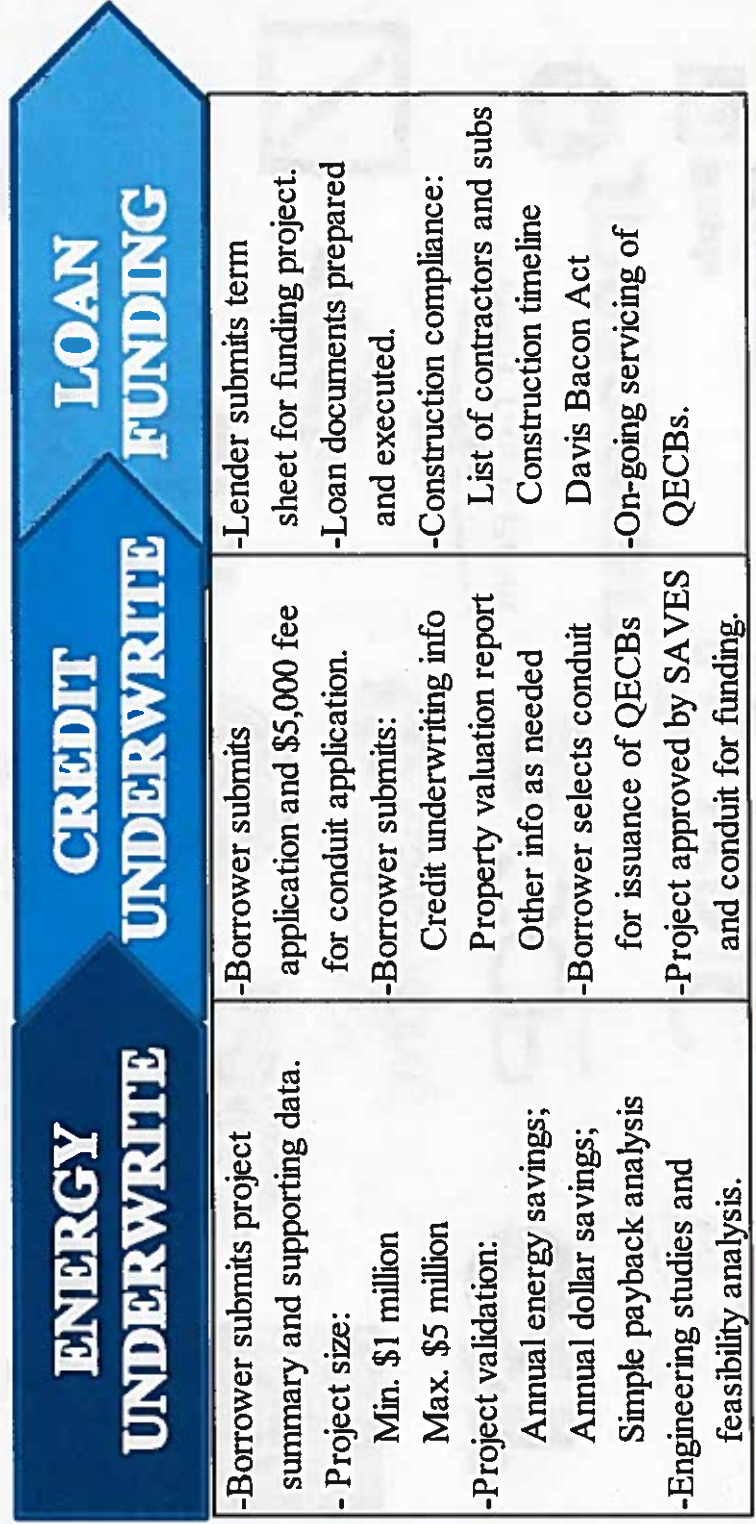 ENERGY
UNDERWRITE
-Borrower submits project
summary and supporting data.
- Project size:
Min. $1 million
Max. $5 million
-Project validation:
Annual energy savings;
Annual dollar savings;
Simple payback analysis
-Engineering studies and
feasibility analysis.
CREDIT
UNDERWRITE
-Borrower submits
application and $5,000 fee
for conduit application.
-Borrower submits:
Credit underwriting info
Property valuation report
Other info as needed
-Borrower selects conduit
for issuance of QECBs
-Project approved by SAVES
and conduit for funding.
LOAN
FUNDING
-Lender submits term
sheet for funding project.
-Loan documents prepared
and executed.
-Construction compliance:
List of contractors and subs
Construction timeline
Davis Bacon Act
-On-going servicing of
QECBs.